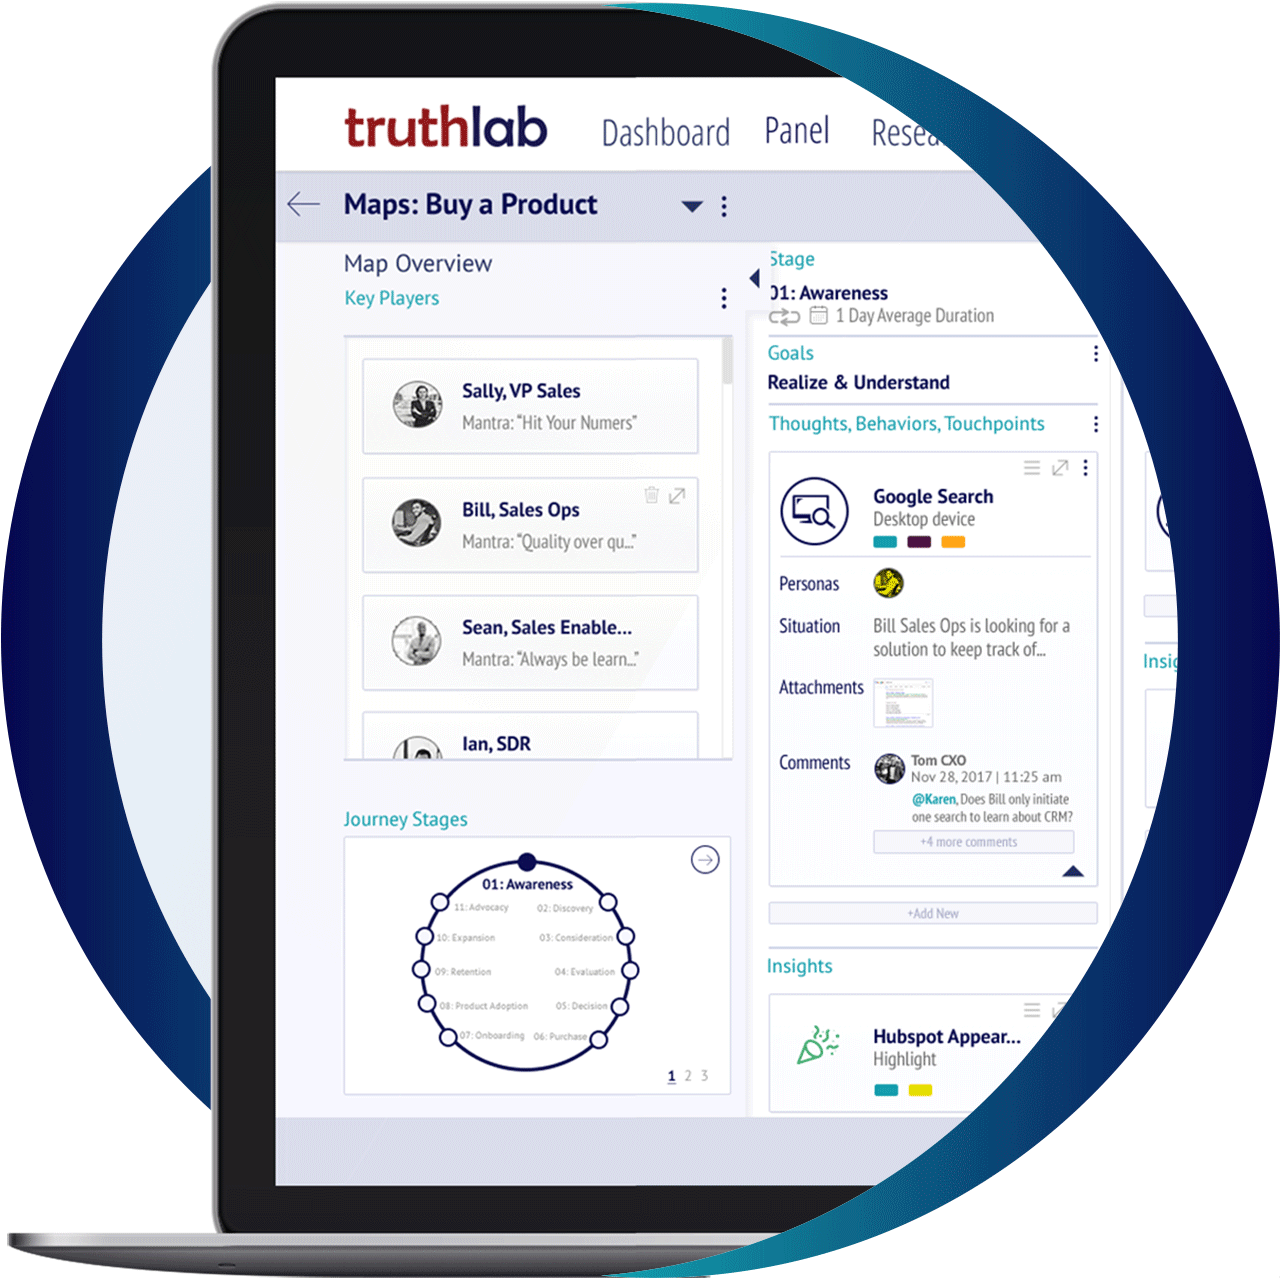 truthlab
Dashboard
Panel
Resea
Maps: Buy a Product
Map Overview
Key Players
Sally, VP Sales
Mantra: “Hit Your Numers”
Bill, Sales Ops
Mantra: “Quality over qu...”
Sean, Sales Enable...
Mantra: “Always be learn...”
Ian, SDR
Journey Stages
01: Awareness
11: Advocacy
02: Discovery
10: Expansion
03: Consideration
09: Retention
04: Evaluation
08: Product Adoption
05: Decision
07: Onboarding
06: Purchase
1 2 3
Stage
01: Awareness
1 Day Average Duration
Goals
Realize & Understand
Thoughts, Behaviors, Touchpoints
Google Search
Desktop device
Personas
Situation
Bill Sales Ops is looking for a
solution to keep track of...
Attachments
Comments
Tom CXO
Nov 28, 2017 | 11:25 am
@Karen, Does Bill only initiate
one search to learn about CRM?
+4 more comments
+Add New
Insights
Hubspot Appear...
Highlight
Insig